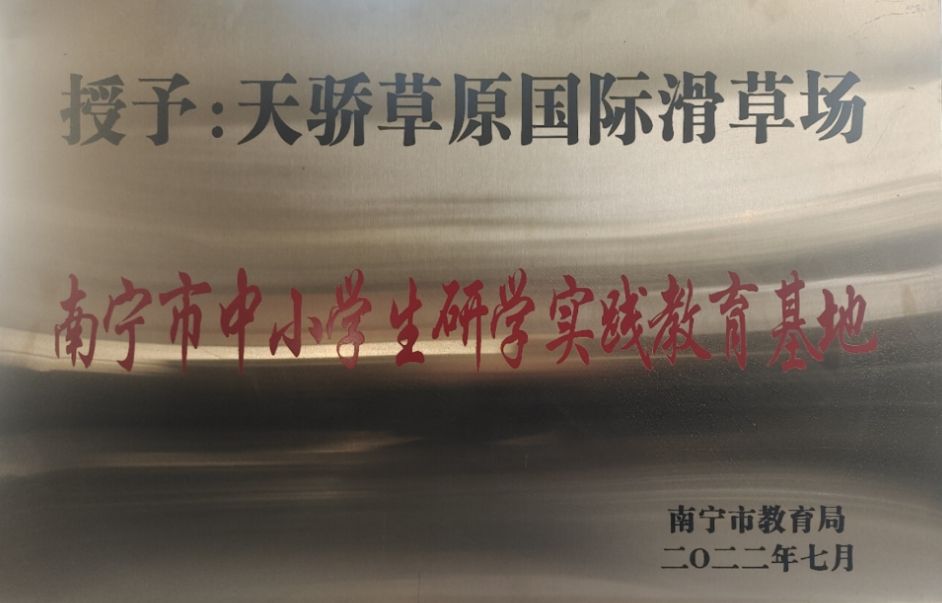 授予:天骄草原国际滑草场
南宁市中小学生研学实践教育基地
南宁市教育局
二〇二二年七月